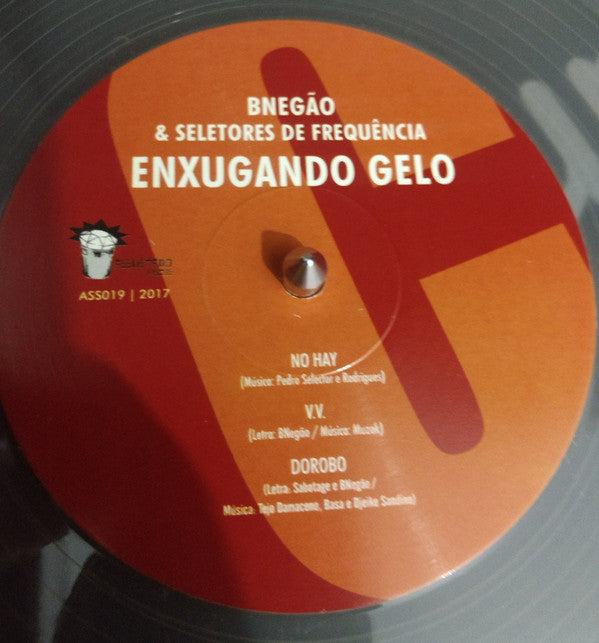 BNEGÃO
& SELETORES DE FREQUÊNCIA
ENXUGANDO GELO
ASS019 | 2017
NO HAY
(Música: Pedro Selector e Rodrigues)
V.V.
(Letra: BNegão / Música: Muzak)
DOROBO
(Letra: Sabotage e BNegão /
Música: Tejo Damaceno, Basa e Djeiko Sandino)